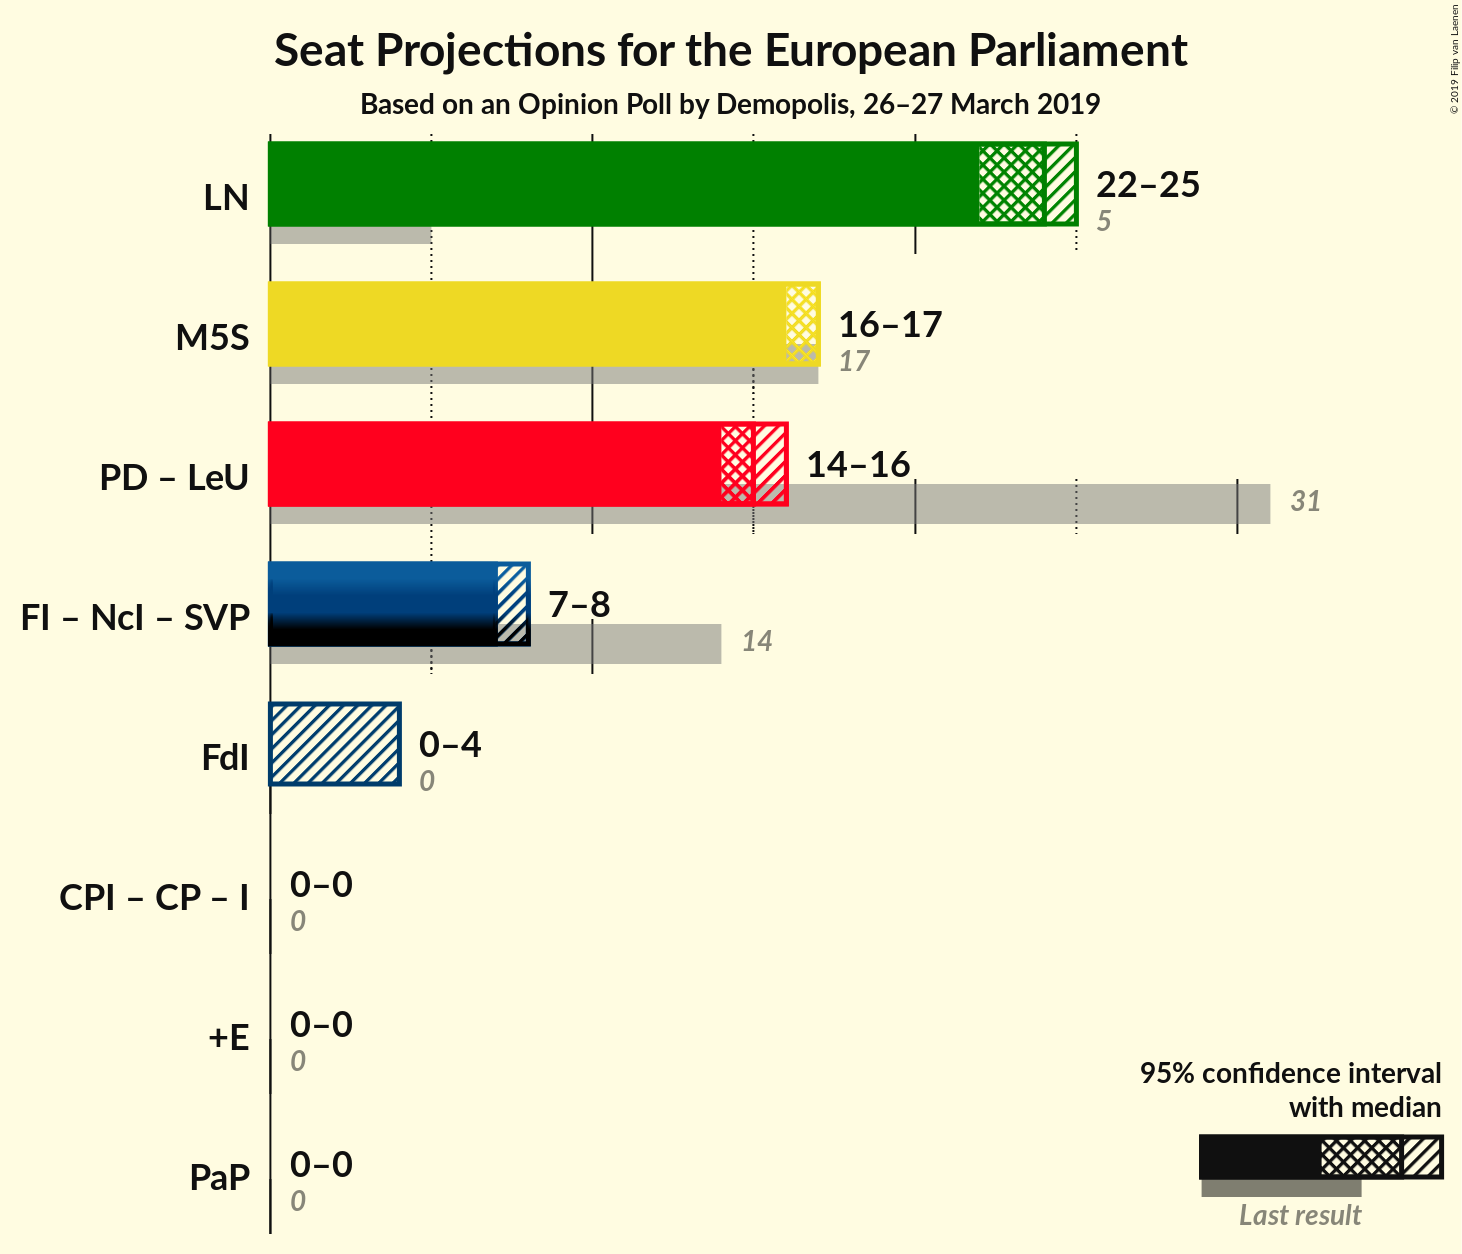 Seat Projections for the European Parliament
Based on an Opinion Poll by Demopolis, 26–27 March 2019
© 2019 Filip van Laenen
LN
22–25
5
M5S
16–17
17
PD – LeU
14–16
31
FI – NcI – SVP
7–8
14
FdI
0–4
0
CPI – CP – I
0–0
0
+E
0–0
0
PaP
0–0
0
95% confidence interval
with median
Last result